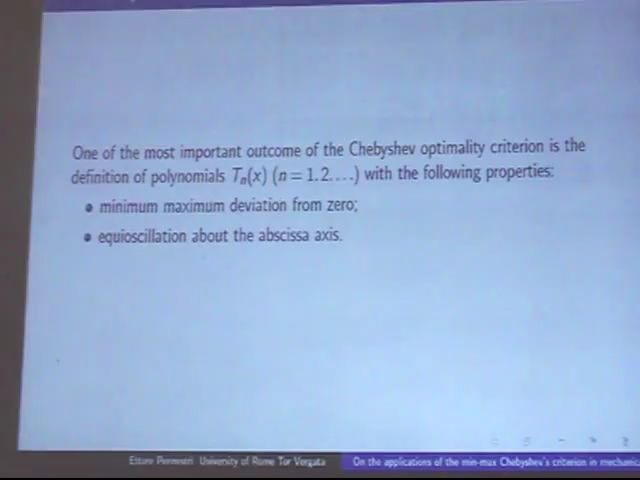 One of the most important outcome of the Chebyshev optimality criterion is the
definition of polynomials Tₙ(x) (n = 1.2....) with the following properties:
• minimum maximum deviation from zero;
• equioscillation about the abscissa axis.
Ettore Pennestrì University of Rome Tor Vergata
On the applications of the min-max Chebyshev's criterion in mechanic